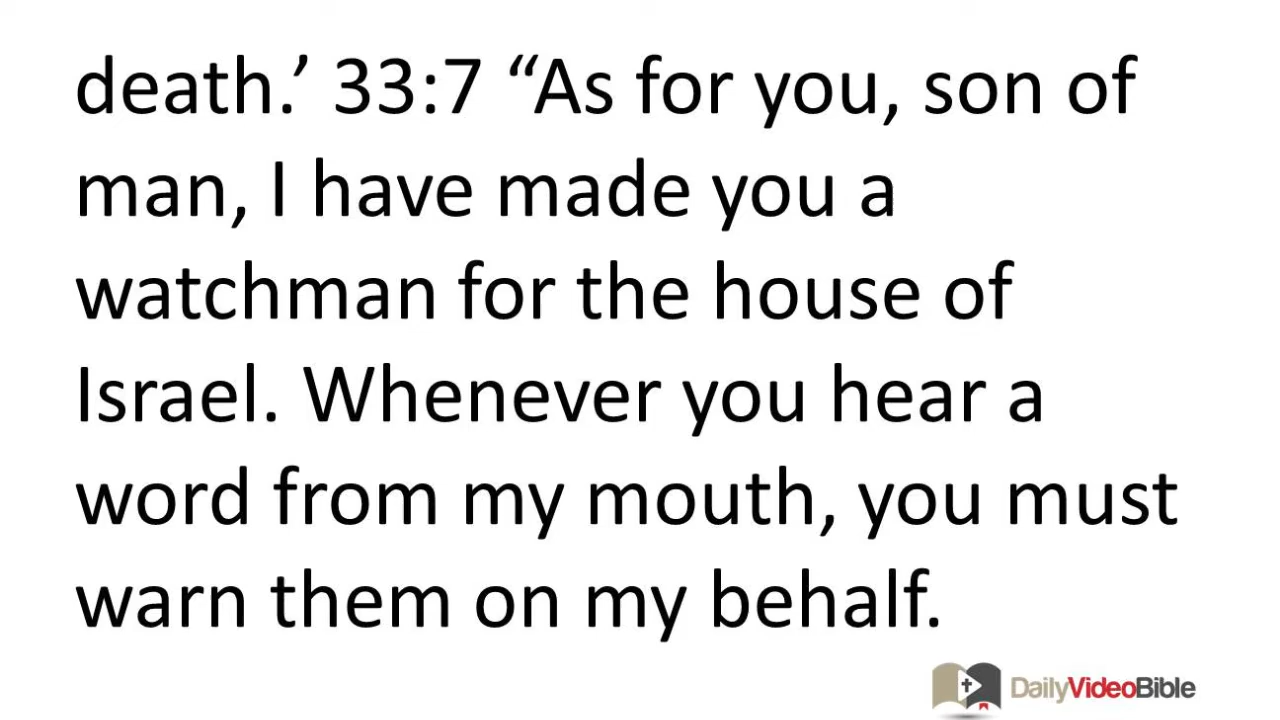 death.’ 33:7 “As for you, son of
man, I have made you a
watchman for the house of
Israel. Whenever you hear a
word from my mouth, you must
warn them on my behalf.
DailyVideoBible